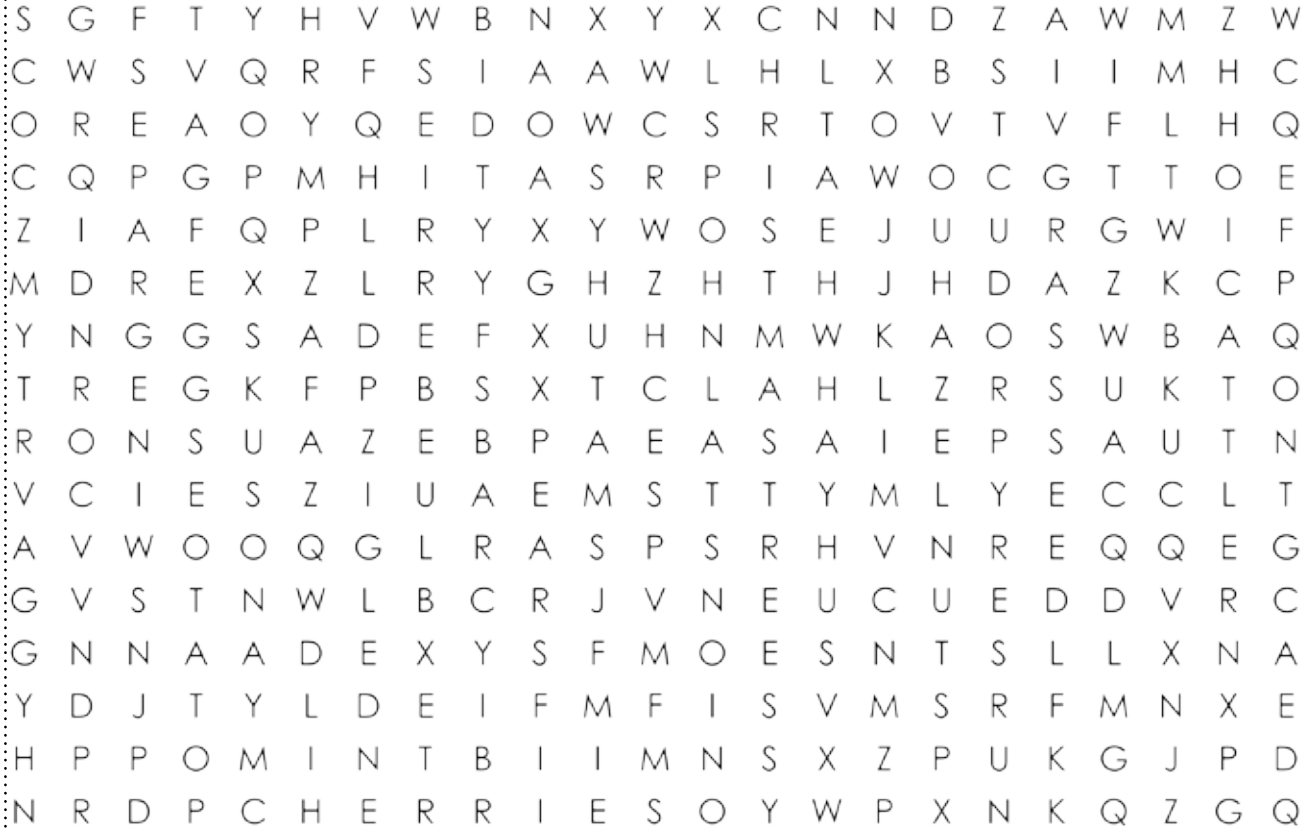 S G F T Y H V W B N X Y X C N N D Z A W M Z W
C W S V Q R F S I A A W L H L X B S I I M H C
O R E A O Y Q E D O W C S R T O V T V F L H Q
C Q P G P M H I T A S R P I A W O C G T T O E
Z I A F Q P L R Y X Y W O S E J U U R G W I F
M D R E X Z L R Y G H Z H T H J H D A Z K C P
Y N G G S A D E F X U H N M W K A O S W B A Q
T R E G K F P B S X T C L A H L Z R S U K T O
R O N S U A Z E B P A E A S A I E P S A U T N
V C I E S Z I U A E M S T T Y M L Y E C C L T
A V W O O Q G L R A S P S R H V N R E Q Q E G
G V S T N W L B C R J V N E U C U E D D V R C
G N N A A D E X Y S F M O E S N T S L L X N A
Y D J T Y L D E I F M F I S V M S R F M N X E
H P P O M I N T B I I M N S X Z P U K G J P D
N R D P C H E R R I E S O Y W P X N K Q Z G Q